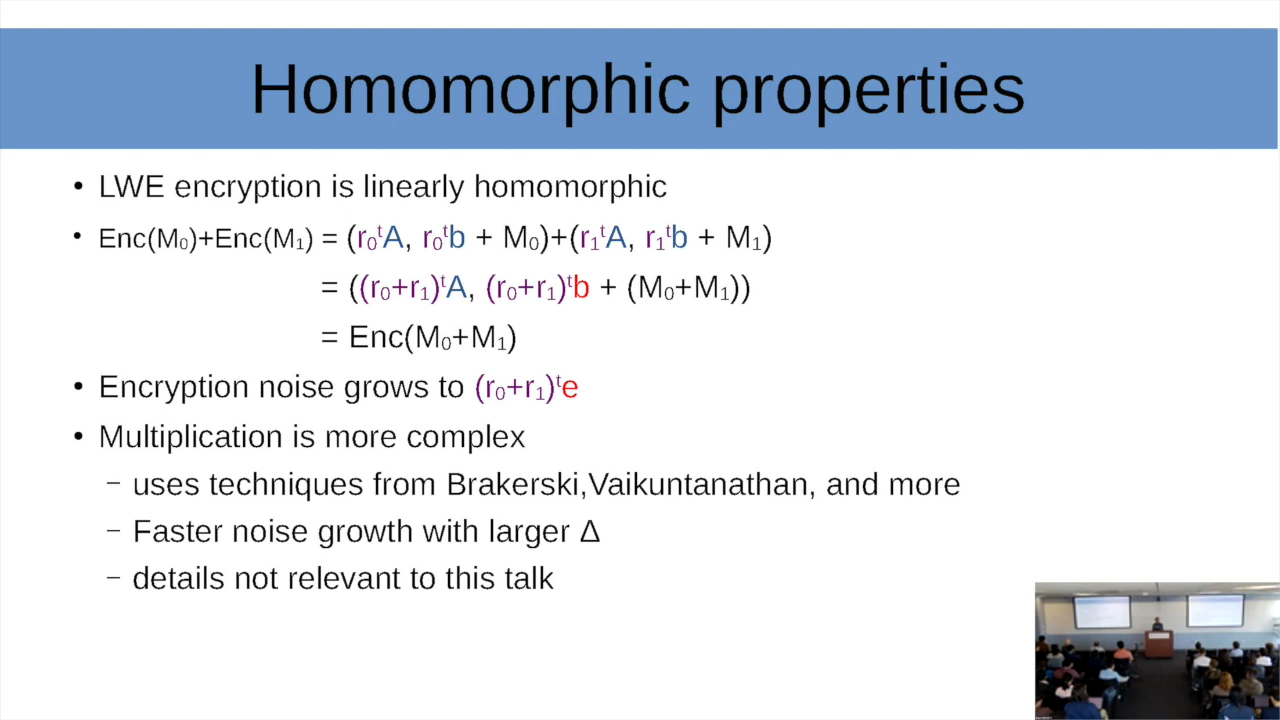 Homomorphic properties
• LWE encryption is linearly homomorphic
• Enc(M₀)+Enc(M₁) = (r₀ᵗA, r₀ᵗb + M₀)+(r₁ᵗA, r₁ᵗb + M₁)
= ((r₀+r₁)ᵗA, (r₀+r₁)ᵗb + (M₀+M₁))
= Enc(M₀+M₁)
• Encryption noise grows to (r₀+r₁)ᵗe
• Multiplication is more complex
– uses techniques from Brakerski,Vaikuntanathan, and more
– Faster noise growth with larger Δ
– details not relevant to this talk